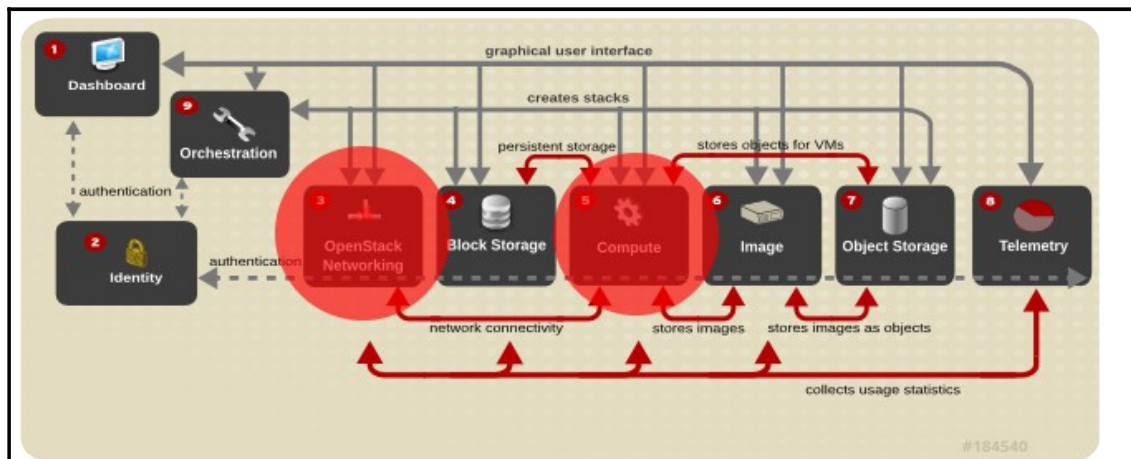 graphical user interface
1
Dashboard
creates stacks
9
Orchestration
persistent storage
stores objects for VMs
authentication
2
Identity
authentication
3
OpenStack
Networking
4
Block Storage
5
Compute
6
Image
7
Object Storage
8
Telemetry
network connectivity
stores images
stores images as objects
collects usage statistics
#184540